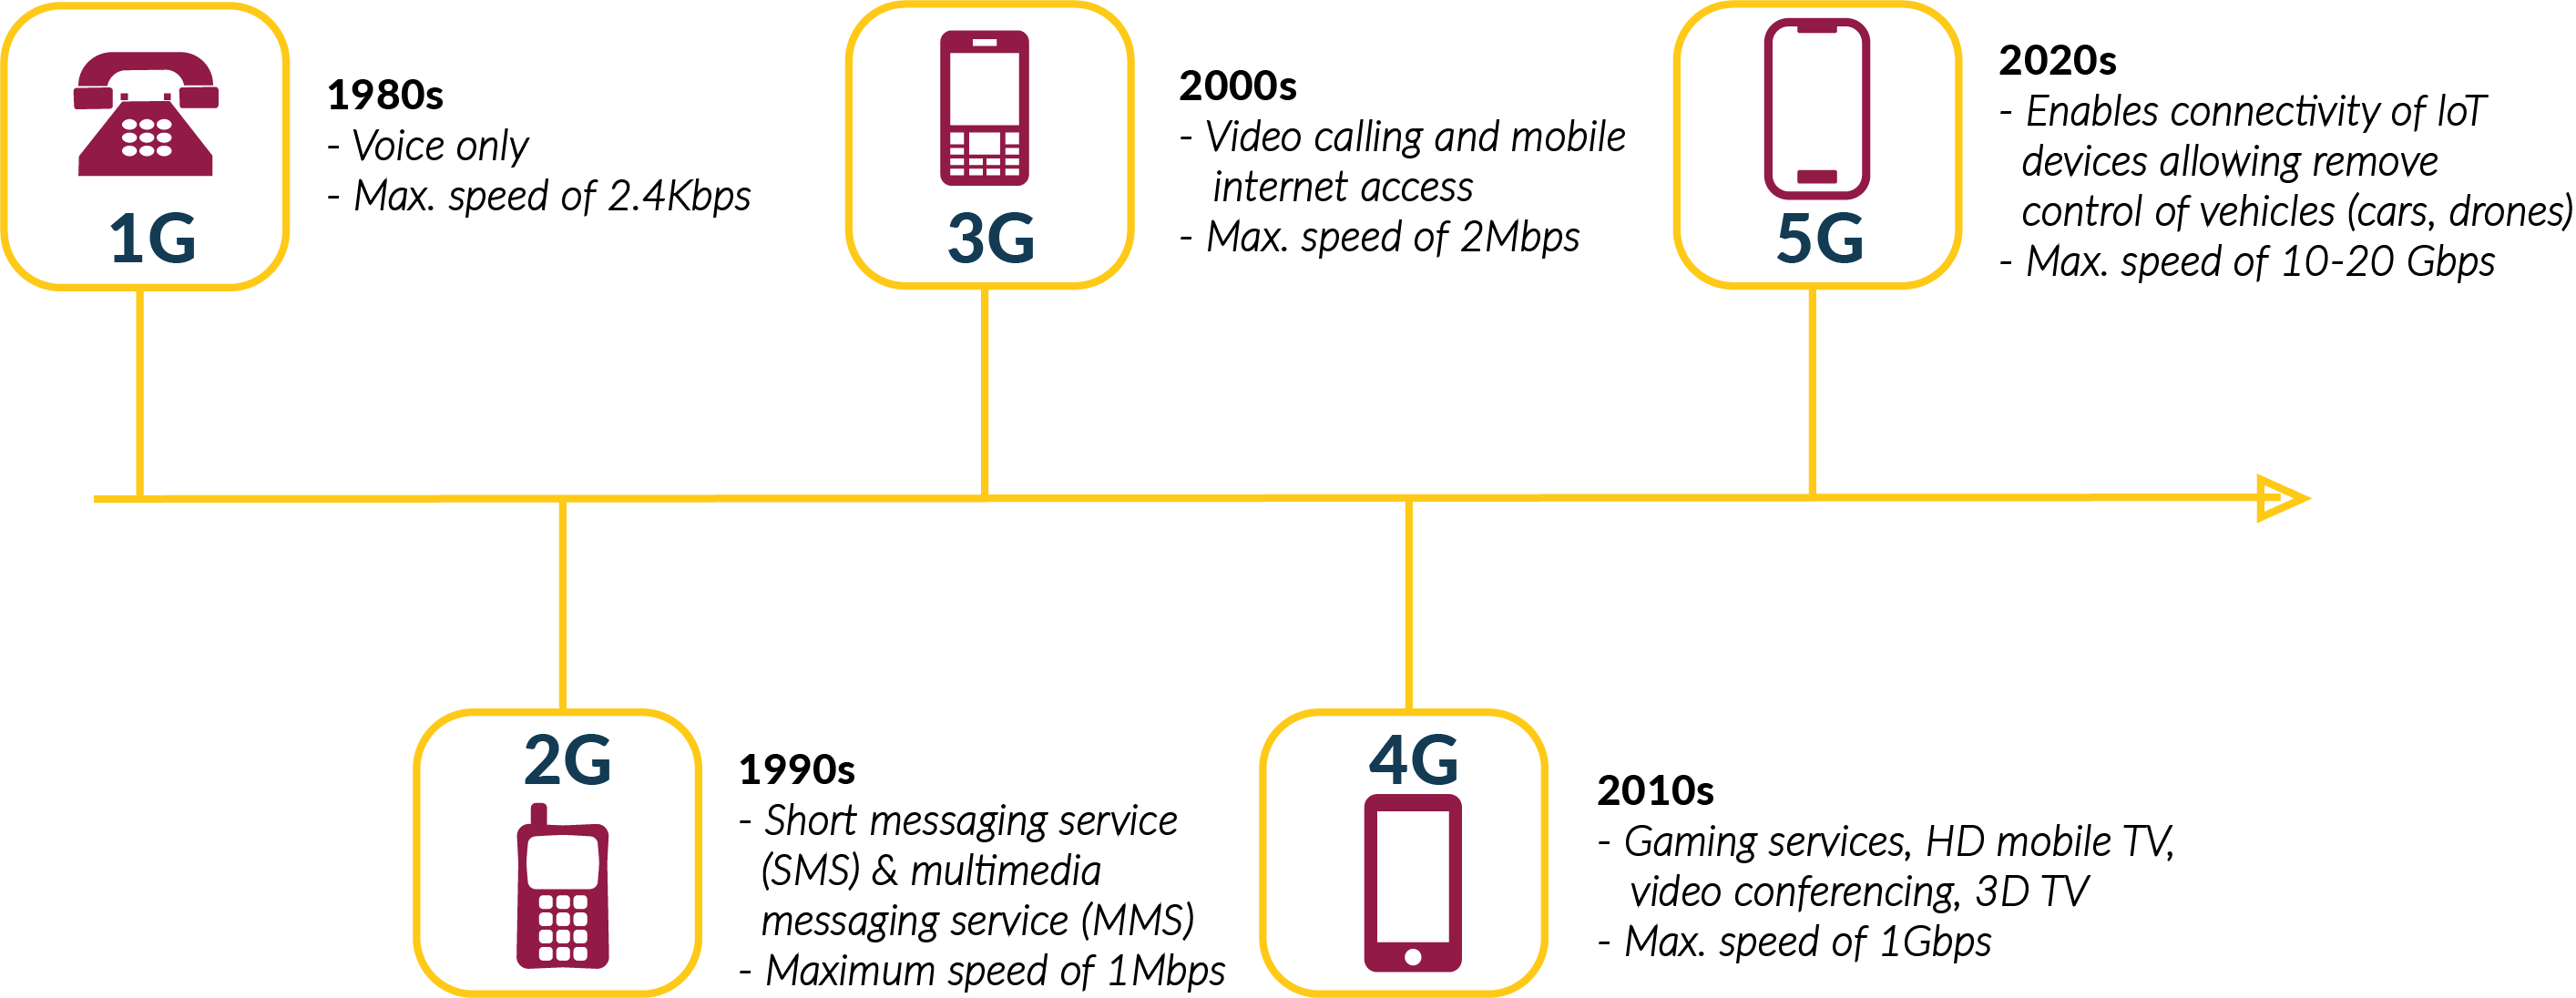 1G
1980s
- Voice only
- Max. speed of 2.4Kbps
2G
1990s
- Short messaging service
(SMS) & multimedia
messaging service (MMS)
- Maximum speed of 1Mbps
3G
2000s
- Video calling and mobile
internet access
- Max. speed of 2Mbps
4G
2010s
- Gaming services, HD mobile TV,
video conferencing, 3D TV
- Max. speed of 1Gbps
5G
2020s
- Enables connectivity of IoT
devices allowing remove
control of vehicles (cars, drones)
- Max. speed of 10-20 Gbps